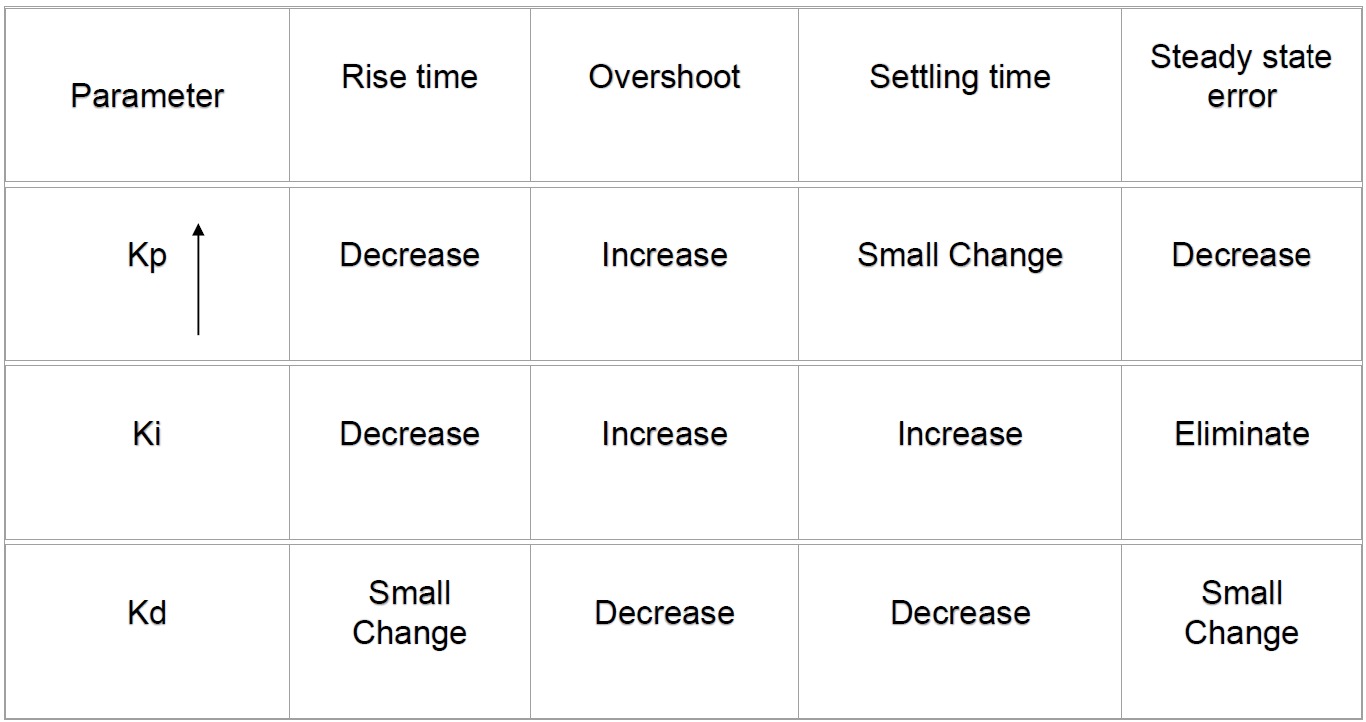 Parameter
Rise time
Overshoot
Settling time
Steady state
error
Kp
Decrease
Increase
Small Change
Decrease
Ki
Decrease
Increase
Increase
Eliminate
Kd
Small
Change
Decrease
Decrease
Small
Change